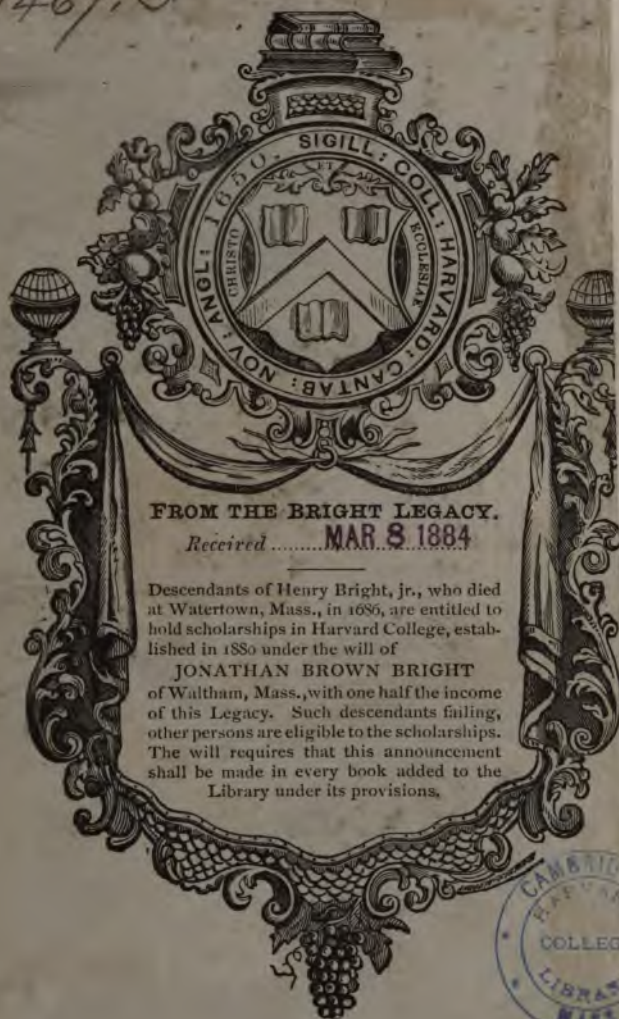 SIGILL: COLL: HARVARD: CANTAB: NOV: ANGL: 1650.
ET
CHRISTO
ECCLESIAE
FROM THE BRIGHT LEGACY.
Received ........ MAR 8 1884
Descendants of Henry Bright, jr., who died
at Watertown, Mass., in 1686, are entitled to
hold scholarships in Harvard College, estab-
lished in 1880 under the will of
JONATHAN BROWN BRIGHT
of Waltham, Mass., with one half the income
of this Legacy. Such descendants failing,
other persons are eligible to the scholarships.
The will requires that this announcement
shall be made in every book added to the
Library under its provisions.
COLLEG